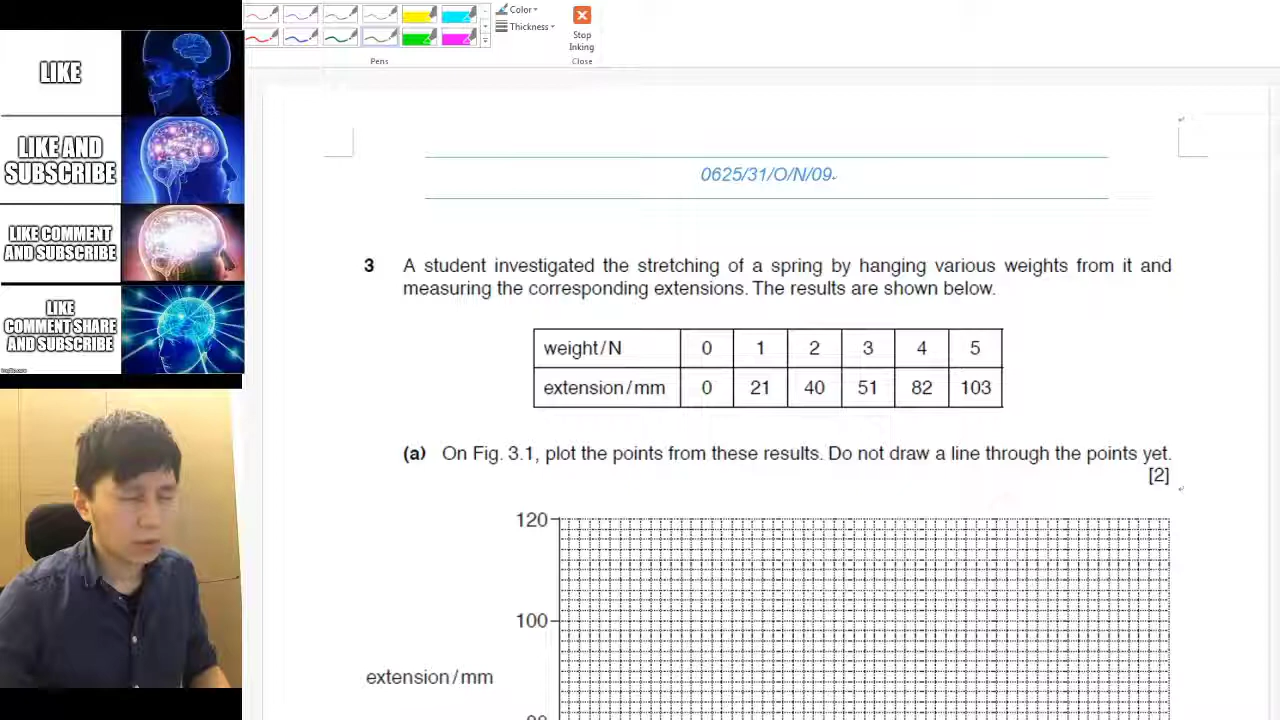 Color
Thickness
Stop
Inking
Pens
Close
LIKE
LIKE AND
SUBSCRIBE
LIKE COMMENT
AND SUBSCRIBE
LIKE
COMMENT SHARE
AND SUBSCRIBE
0625/31/O/N/09
3 A student investigated the stretching of a spring by hanging various weights from it and
measuring the corresponding extensions. The results are shown below.
weight/N 0 1 2 3 4 5
extension/mm 0 21 40 51 82 103
(a) On Fig. 3.1, plot the points from these results. Do not draw a line through the points yet.
[2]
120
100
extension/mm